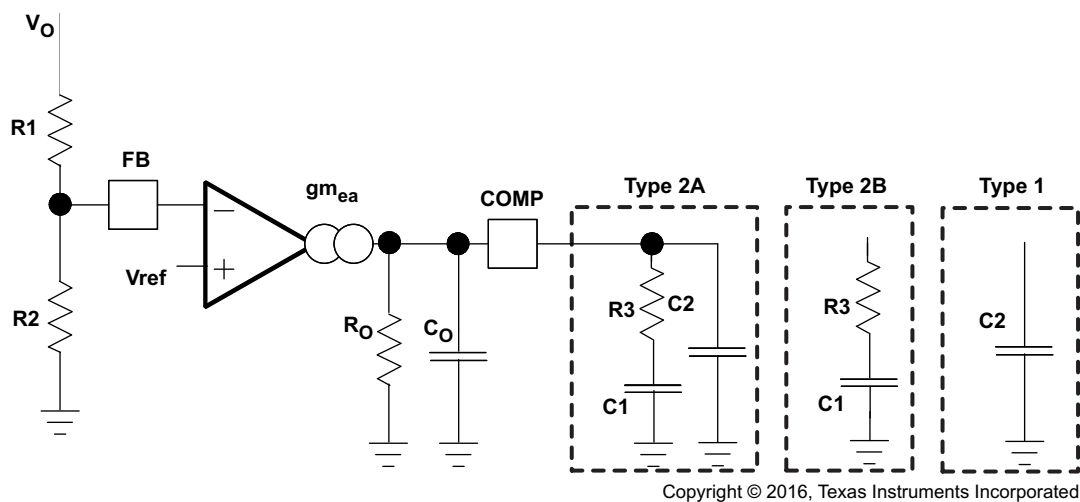 VO
R1
FB
gmea
COMP
Type 2A
Type 2B
Type 1
Vref
R2
RO
CO
R3
C2
C1
R3
C1
C2
Copyright © 2016, Texas Instruments Incorporated